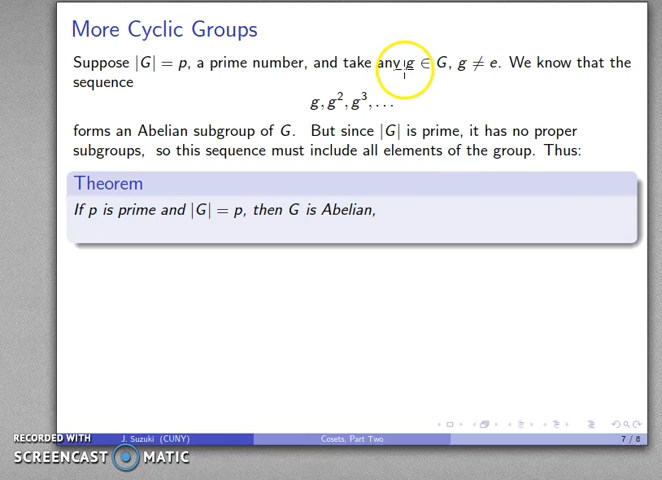 More Cyclic Groups
Suppose |G| = p, a prime number, and take any g ∈ G, g ≠ e. We know that the
sequence
g, g², g³, . . .
forms an Abelian subgroup of G. But since |G| is prime, it has no proper
subgroups, so this sequence must include all elements of the group. Thus:
Theorem
If p is prime and |G| = p, then G is Abelian,
RECORDED WITH
SCREENCAST MATIC
J. Suzuki (CUNY)
Cosets, Part Two
7 / 8